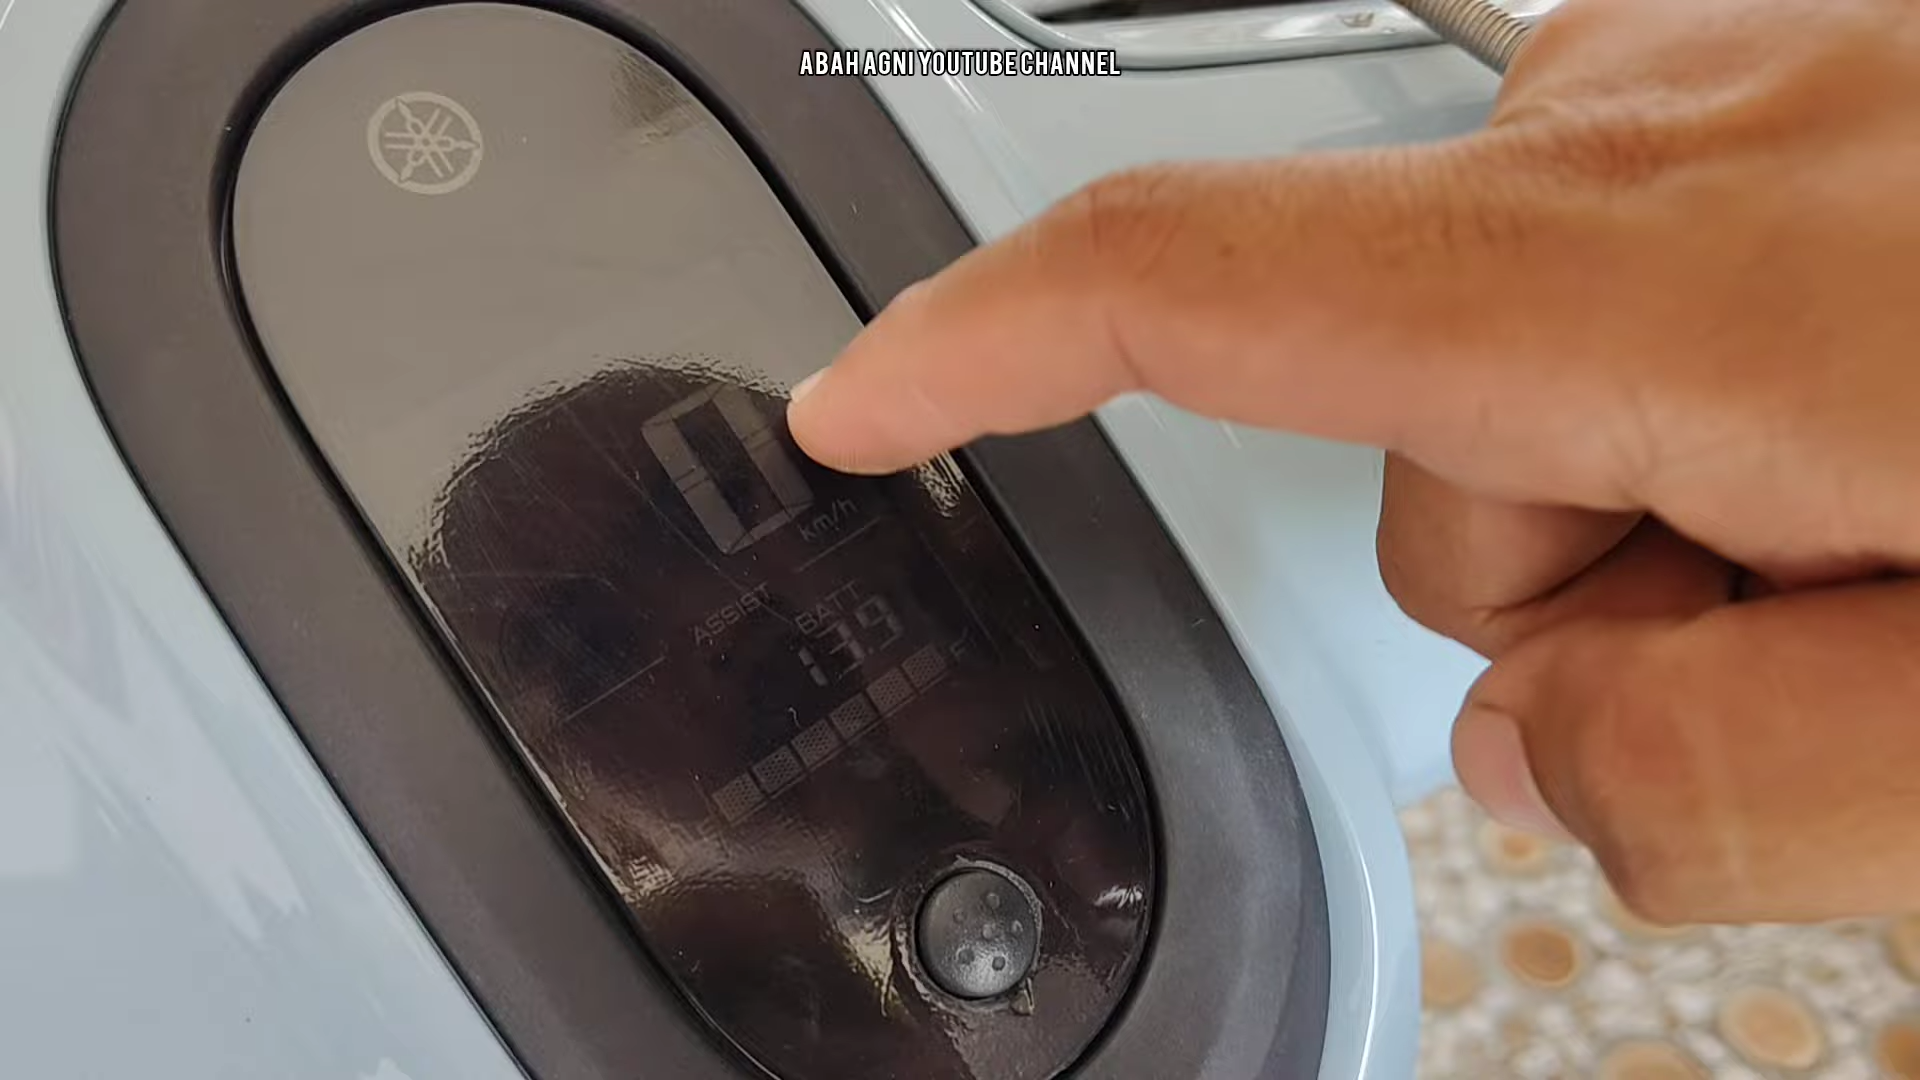 ABAH AGNI YOUTUBE CHANNEL
0
km/h
ASSIST
BATT
13.9
F